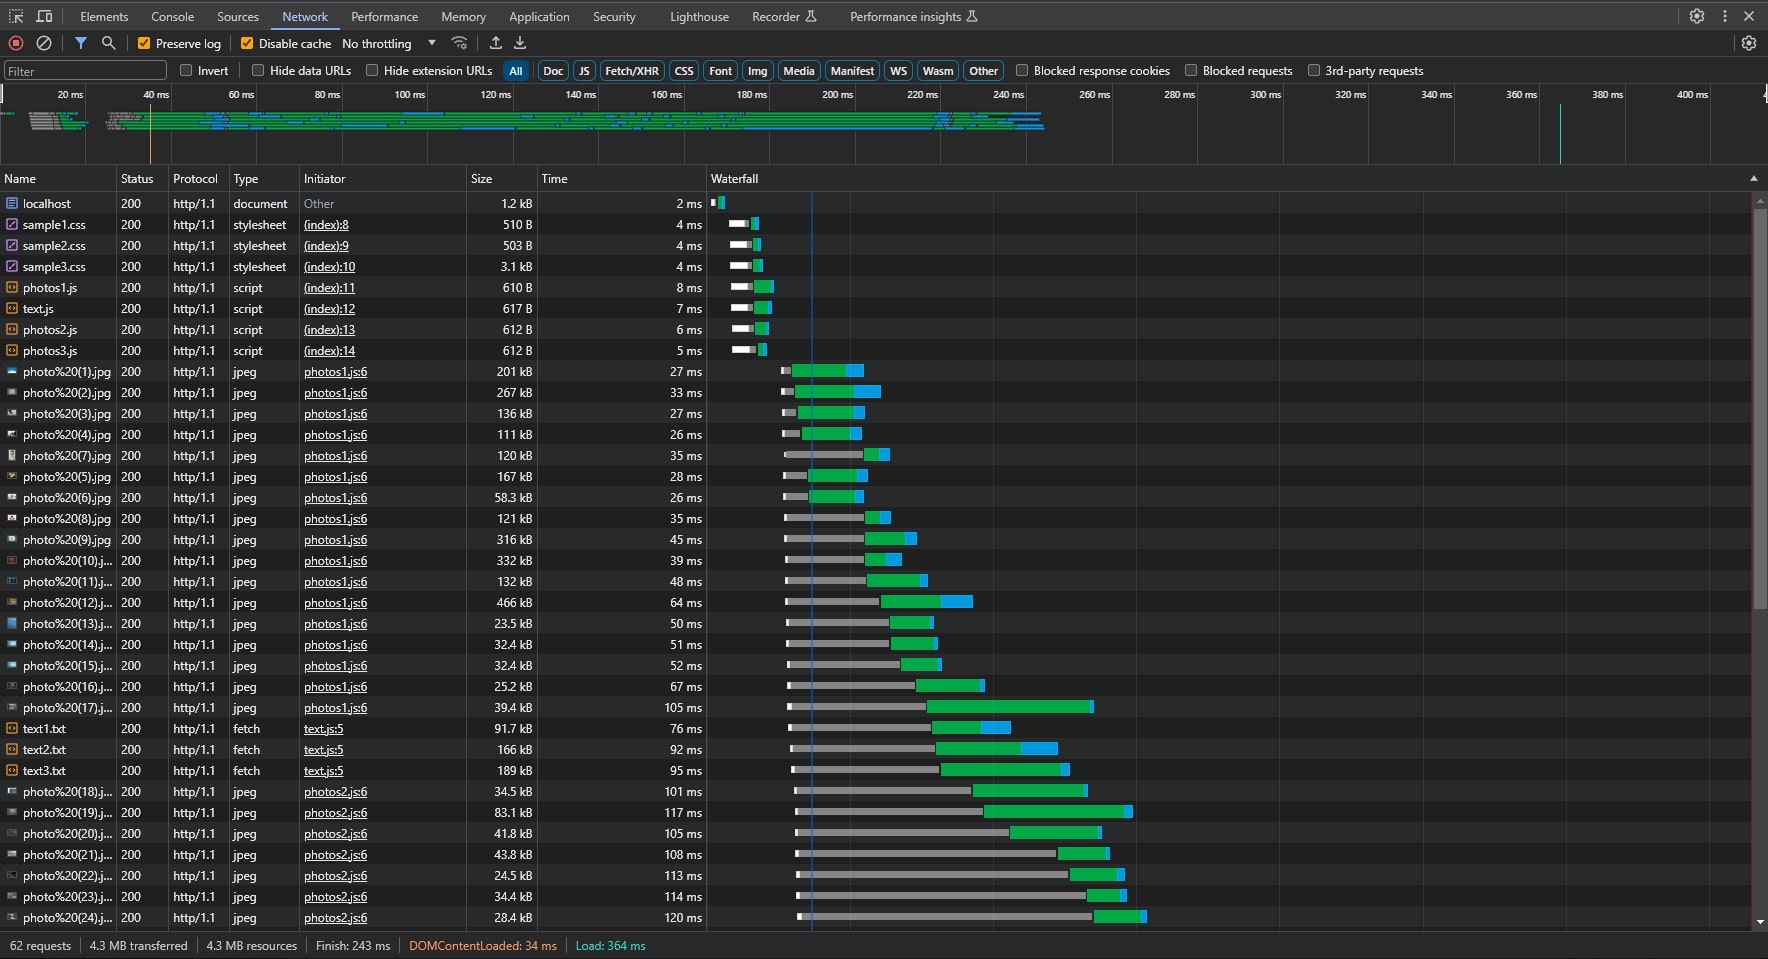 Elements Console Sources Network Performance Memory Application Security Lighthouse Recorder Performance insights
Preserve log Disable cache No throttling
Filter Invert Hide data URLs Hide extension URLs All Doc JS Fetch/XHR CSS Font Img Media Manifest WS Wasm Other Blocked response cookies Blocked requests 3rd-party requests
20 ms 40 ms 60 ms 80 ms 100 ms 120 ms 140 ms 160 ms 180 ms 200 ms 220 ms 240 ms 260 ms 280 ms 300 ms 320 ms 340 ms 360 ms 380 ms 400 ms
Name Status Protocol Type Initiator Size Time Waterfall
localhost 200 http/1.1 document Other 1.2 kB 2 ms
sample1.css 200 http/1.1 stylesheet (index):8 510 B 4 ms
sample2.css 200 http/1.1 stylesheet (index):9 503 B 4 ms
sample3.css 200 http/1.1 stylesheet (index):10 3.1 kB 4 ms
photos1.js 200 http/1.1 script (index):11 610 B 8 ms
text.js 200 http/1.1 script (index):12 617 B 7 ms
photos2.js 200 http/1.1 script (index):13 612 B 6 ms
photos3.js 200 http/1.1 script (index):14 612 B 5 ms
photo%20(1).jpg 200 http/1.1 jpeg photos1.js:6 201 kB 27 ms
photo%20(2).jpg 200 http/1.1 jpeg photos1.js:6 267 kB 33 ms
photo%20(3).jpg 200 http/1.1 jpeg photos1.js:6 136 kB 27 ms
photo%20(4).jpg 200 http/1.1 jpeg photos1.js:6 111 kB 26 ms
photo%20(7).jpg 200 http/1.1 jpeg photos1.js:6 120 kB 35 ms
photo%20(5).jpg 200 http/1.1 jpeg photos1.js:6 167 kB 28 ms
photo%20(6).jpg 200 http/1.1 jpeg photos1.js:6 58.3 kB 26 ms
photo%20(8).jpg 200 http/1.1 jpeg photos1.js:6 121 kB 35 ms
photo%20(9).jpg 200 http/1.1 jpeg photos1.js:6 316 kB 45 ms
photo%20(10).j... 200 http/1.1 jpeg photos1.js:6 332 kB 39 ms
photo%20(11).j... 200 http/1.1 jpeg photos1.js:6 132 kB 48 ms
photo%20(12).j... 200 http/1.1 jpeg photos1.js:6 466 kB 64 ms
photo%20(13).j... 200 http/1.1 jpeg photos1.js:6 23.5 kB 50 ms
photo%20(14).j... 200 http/1.1 jpeg photos1.js:6 32.4 kB 51 ms
photo%20(15).j... 200 http/1.1 jpeg photos1.js:6 32.4 kB 52 ms
photo%20(16).j... 200 http/1.1 jpeg photos1.js:6 25.2 kB 67 ms
photo%20(17).j... 200 http/1.1 jpeg photos1.js:6 39.4 kB 105 ms
text1.txt 200 http/1.1 fetch text.js:5 91.7 kB 76 ms
text2.txt 200 http/1.1 fetch text.js:5 166 kB 92 ms
text3.txt 200 http/1.1 fetch text.js:5 189 kB 95 ms
photo%20(18).j... 200 http/1.1 jpeg photos2.js:6 34.5 kB 101 ms
photo%20(19).j... 200 http/1.1 jpeg photos2.js:6 83.1 kB 117 ms
photo%20(20).j... 200 http/1.1 jpeg photos2.js:6 41.8 kB 105 ms
photo%20(21).j... 200 http/1.1 jpeg photos2.js:6 43.8 kB 108 ms
photo%20(22).j... 200 http/1.1 jpeg photos2.js:6 24.5 kB 113 ms
photo%20(23).j... 200 http/1.1 jpeg photos2.js:6 34.4 kB 114 ms
photo%20(24).j... 200 http/1.1 jpeg photos2.js:6 28.4 kB 120 ms
62 requests 4.3 MB transferred 4.3 MB resources Finish: 243 ms DOMContentLoaded: 34 ms Load: 364 ms